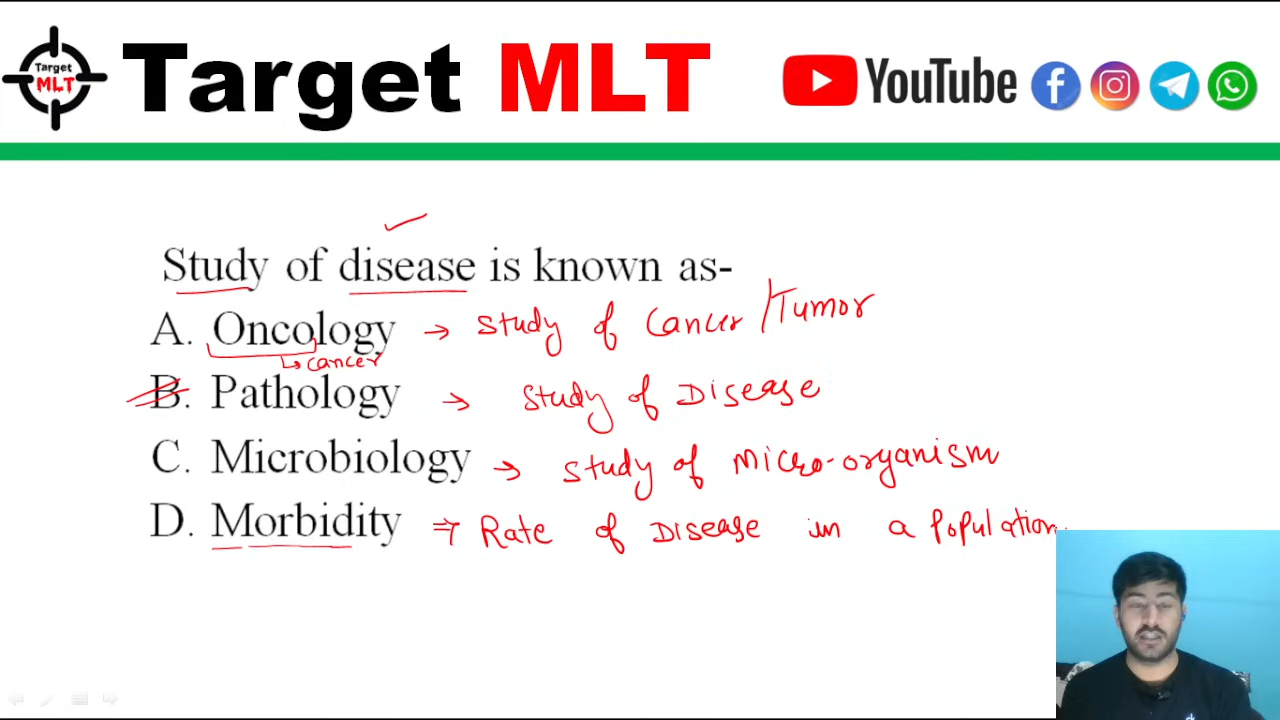 Target MLT Target MLT YouTube
Study of disease is known as-
A. Oncology → Study of Cancer/Tumor
↳ cancer
B. Pathology → Study of Disease
C. Microbiology → Study of Micro-organism
D. Morbidity ⇒ Rate of Disease in a Population.